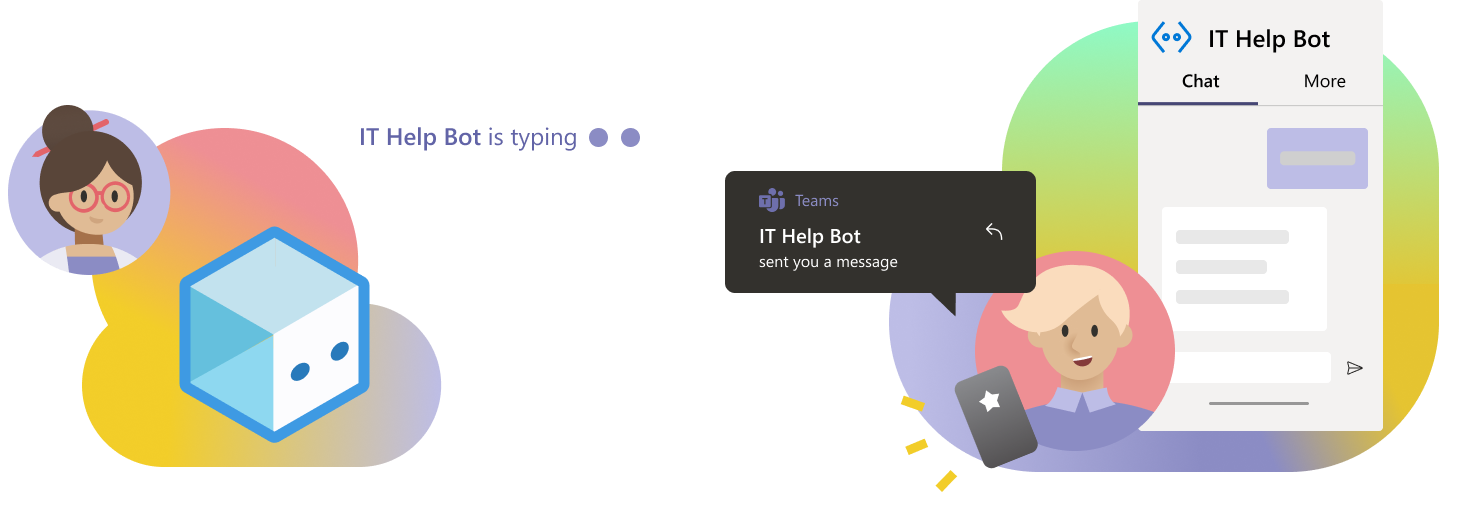 IT Help Bot is typing
Teams
IT Help Bot
sent you a message
IT Help Bot
Chat More